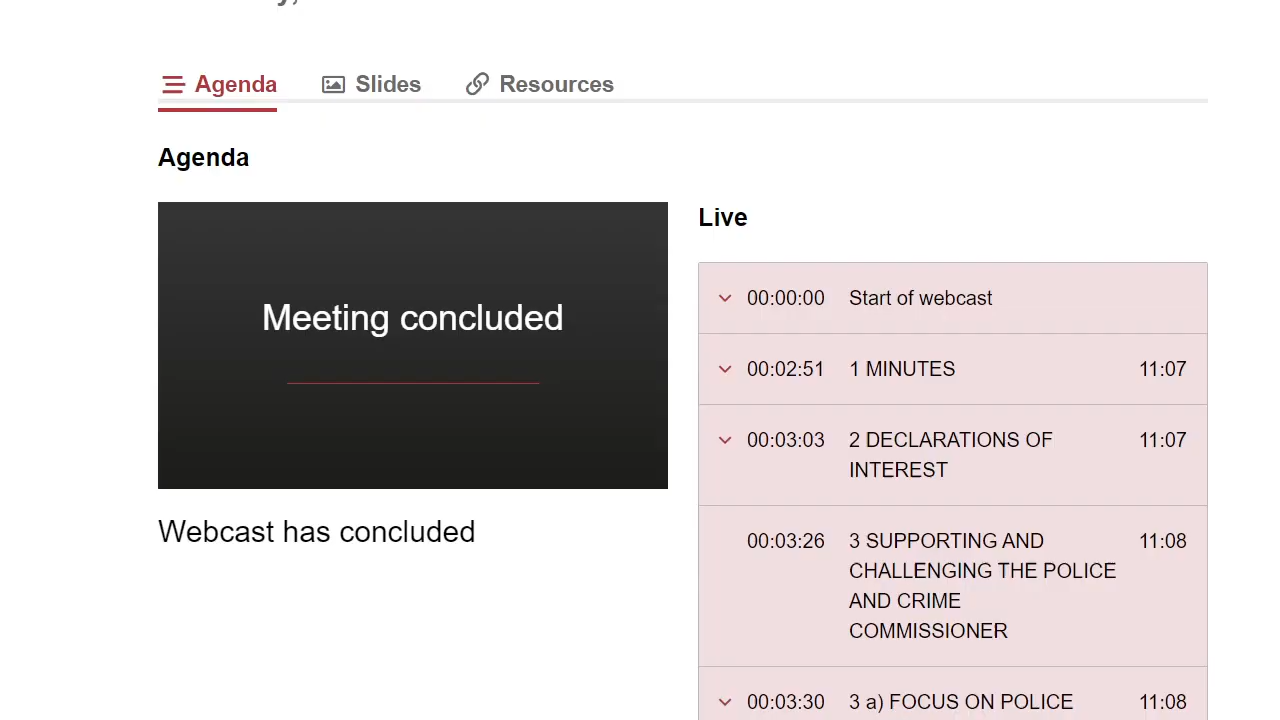 Agenda Slides Resources
Agenda
Meeting concluded
Webcast has concluded
Live
00:00:00 Start of webcast
00:02:51 1 MINUTES 11:07
00:03:03 2 DECLARATIONS OF 11:07
INTEREST
00:03:26 3 SUPPORTING AND 11:08
CHALLENGING THE POLICE
AND CRIME
COMMISSIONER
00:03:30 3 a) FOCUS ON POLICE 11:08